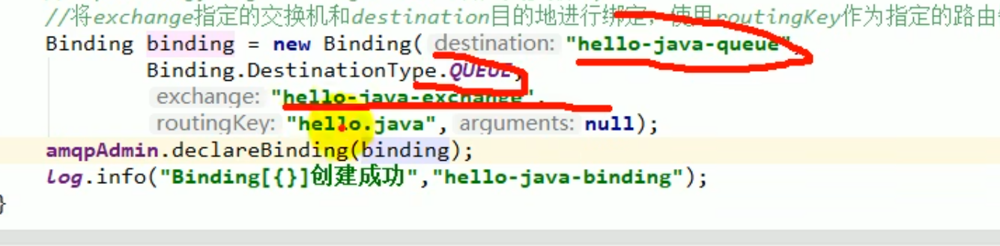 //将exchange指定的交换机和destination目的地进行绑定，使用routingKey作为指定的路由
Binding binding = new Binding( destination: "hello-java-queue",
Binding.DestinationType.QUEUE,
exchange: "hello-java-exchange",
routingKey: "hello.java", arguments: null);
amqpAdmin.declareBinding(binding);
log.info("Binding[{}]创建成功","hello-java-binding");
}